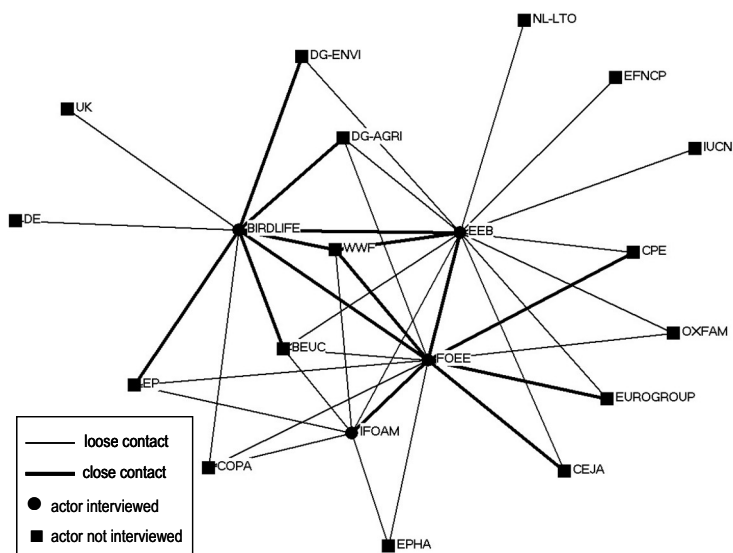 NL-LTO
DG-ENVI
EFNCP
UK
DG-AGRI
IUCN
DE
BIRDLIFE
EEB
WWF
CPE
OXFAM
BEUC
FOEE
EP
EUROGROUP
IFOAM
COPA
CEJA
EPHA
loose contact
close contact
actor interviewed
actor not interviewed